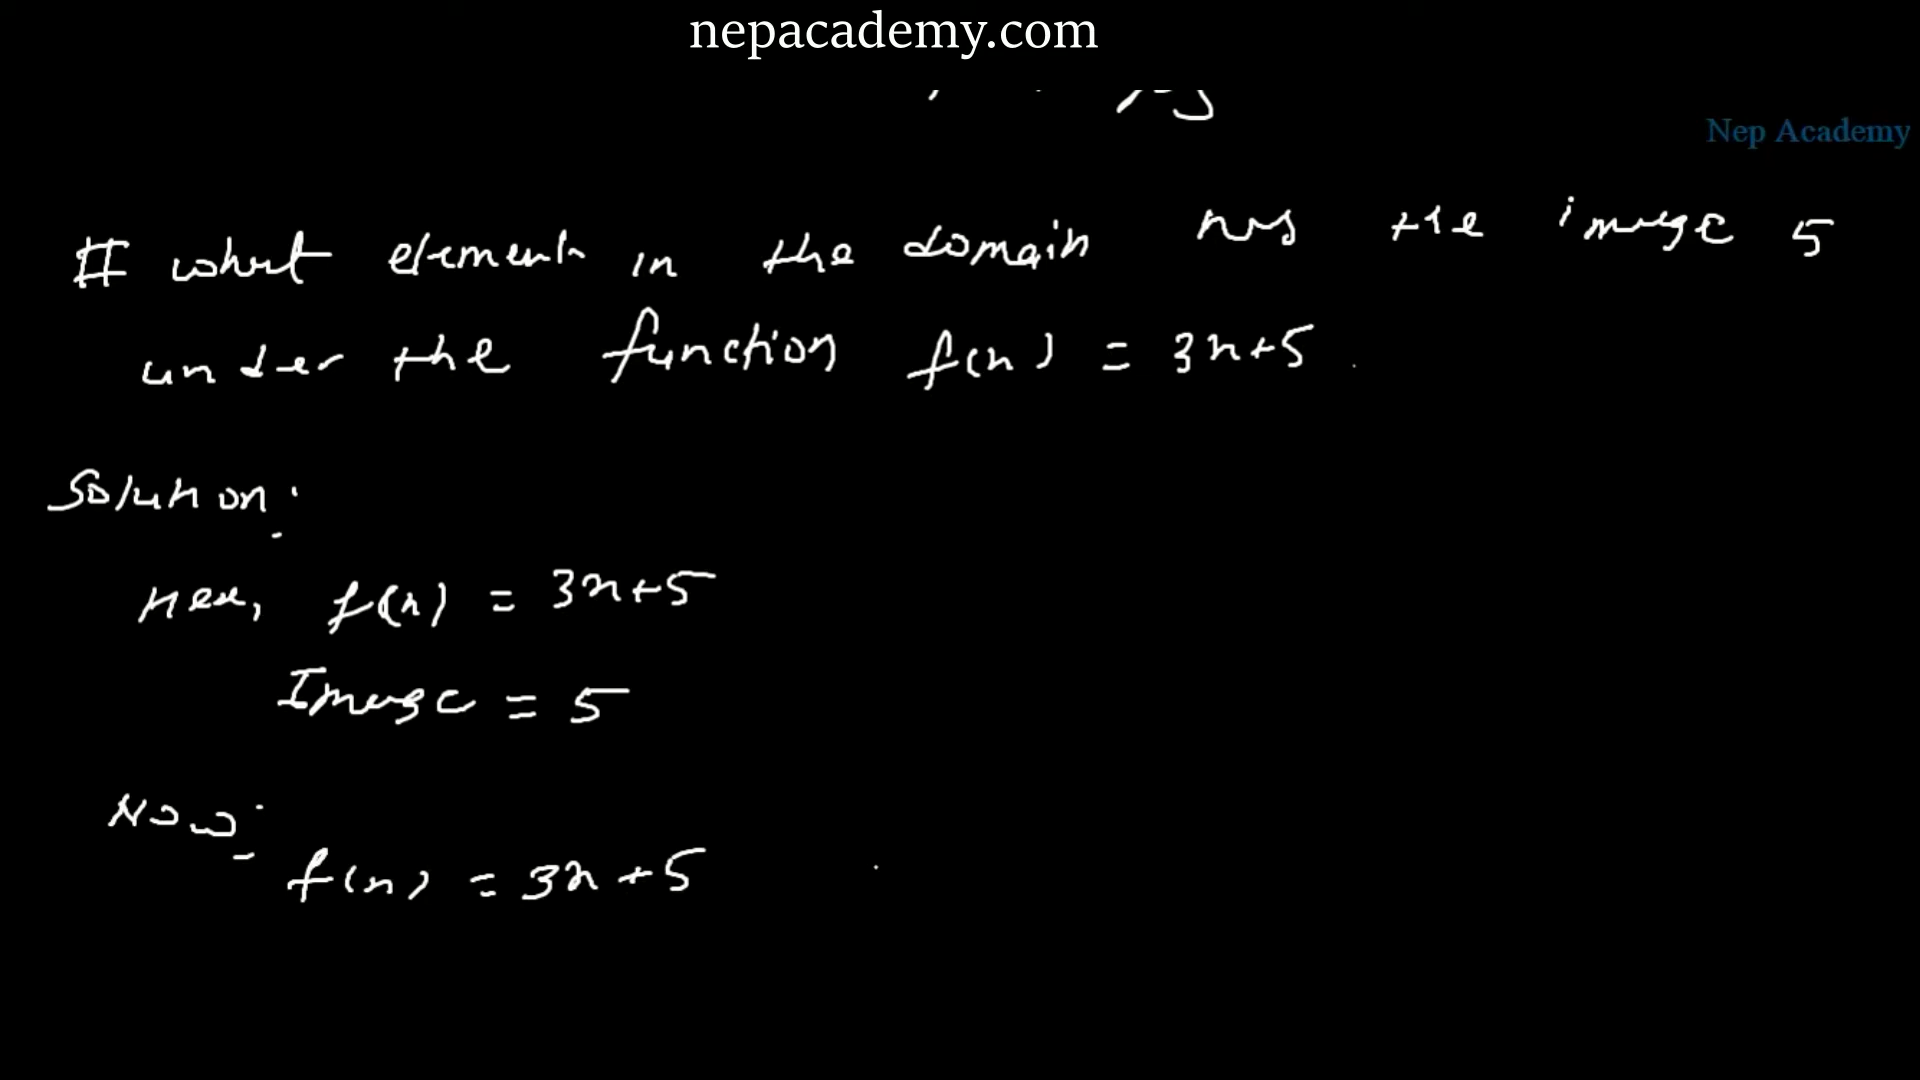 nepacademy.com
Nep Academy
# what element in the domain has the image 5
under the function f(x) = 3x+5.
Solution:
Here, f(x) = 3x+5
Image = 5
Now:
f(x) = 3x+5